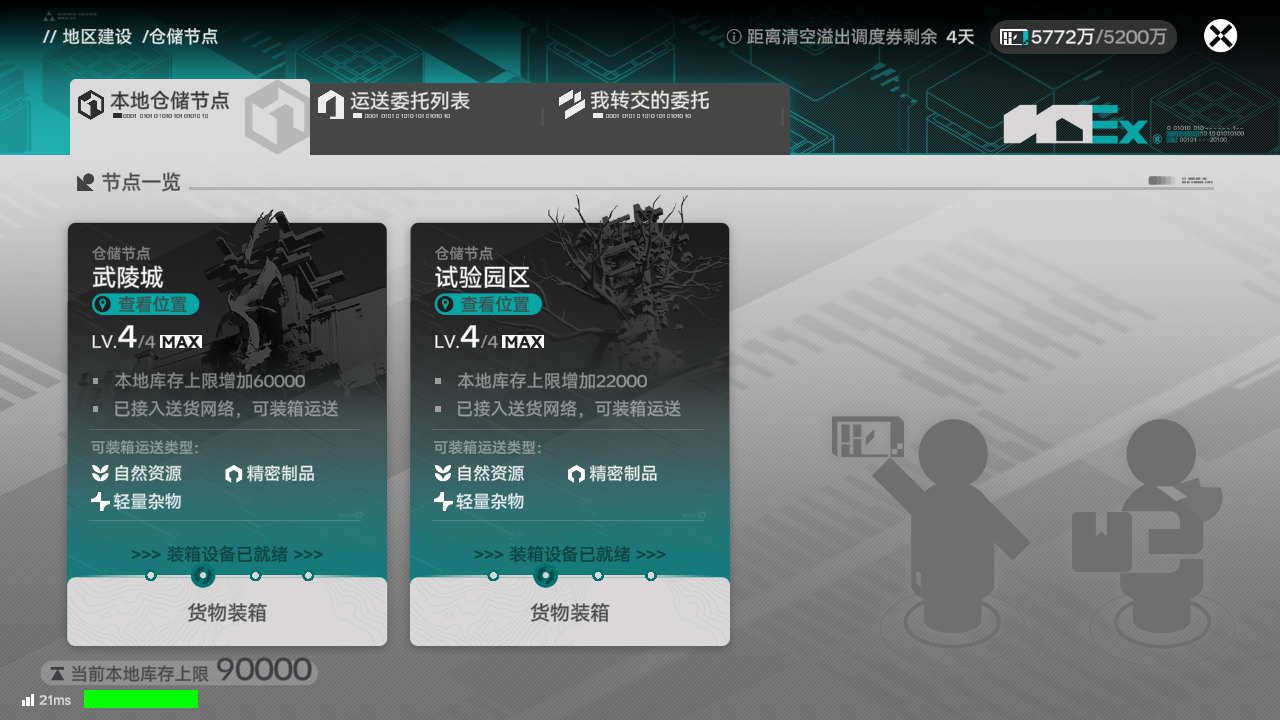 // 地区建设 /仓储节点
距离清空溢出调度券剩余 4天
5772万/5200万
本地仓储节点
运送委托列表
我转交的委托
节点一览
仓储节点
武陵城
查看位置
LV.4/4 MAX
本地库存上限增加60000
已接入送货网络，可装箱运送
可装箱运送类型：
自然资源
精密制品
轻量杂物
>>> 装箱设备已就绪 >>>
货物装箱
仓储节点
试验园区
查看位置
LV.4/4 MAX
本地库存上限增加22000
已接入送货网络，可装箱运送
可装箱运送类型：
自然资源
精密制品
轻量杂物
>>> 装箱设备已就绪 >>>
货物装箱
当前本地库存上限 90000
21ms